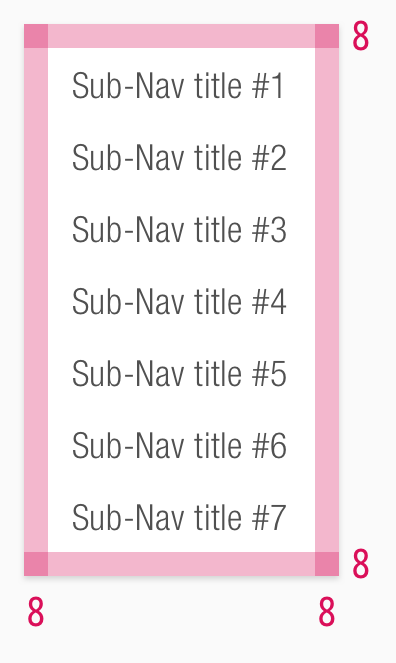 8
Sub-Nav title #1
Sub-Nav title #2
Sub-Nav title #3
Sub-Nav title #4
Sub-Nav title #5
Sub-Nav title #6
Sub-Nav title #7
8
8 8